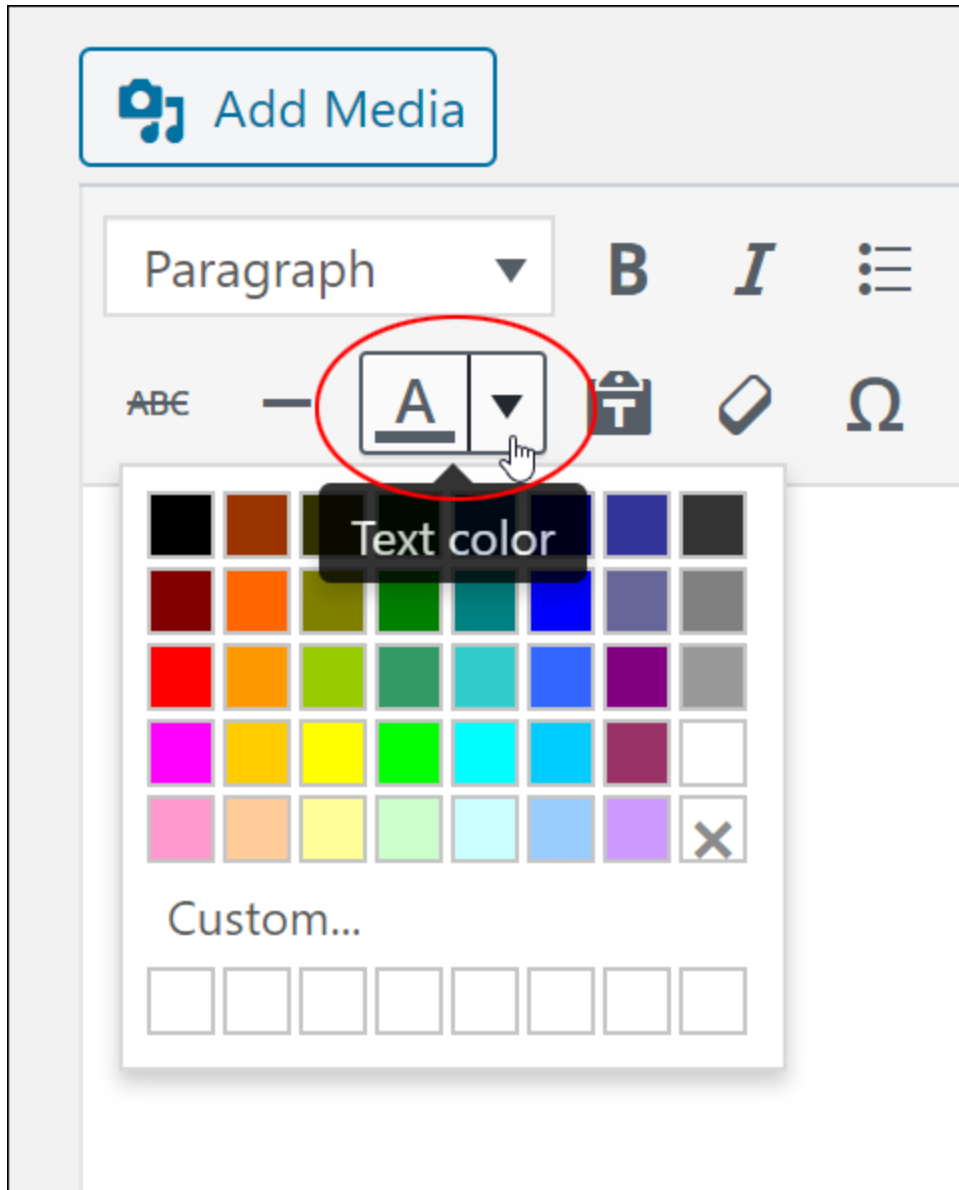 Add Media
Paragraph
B I
ABC A T Ω
Text color
Custom...